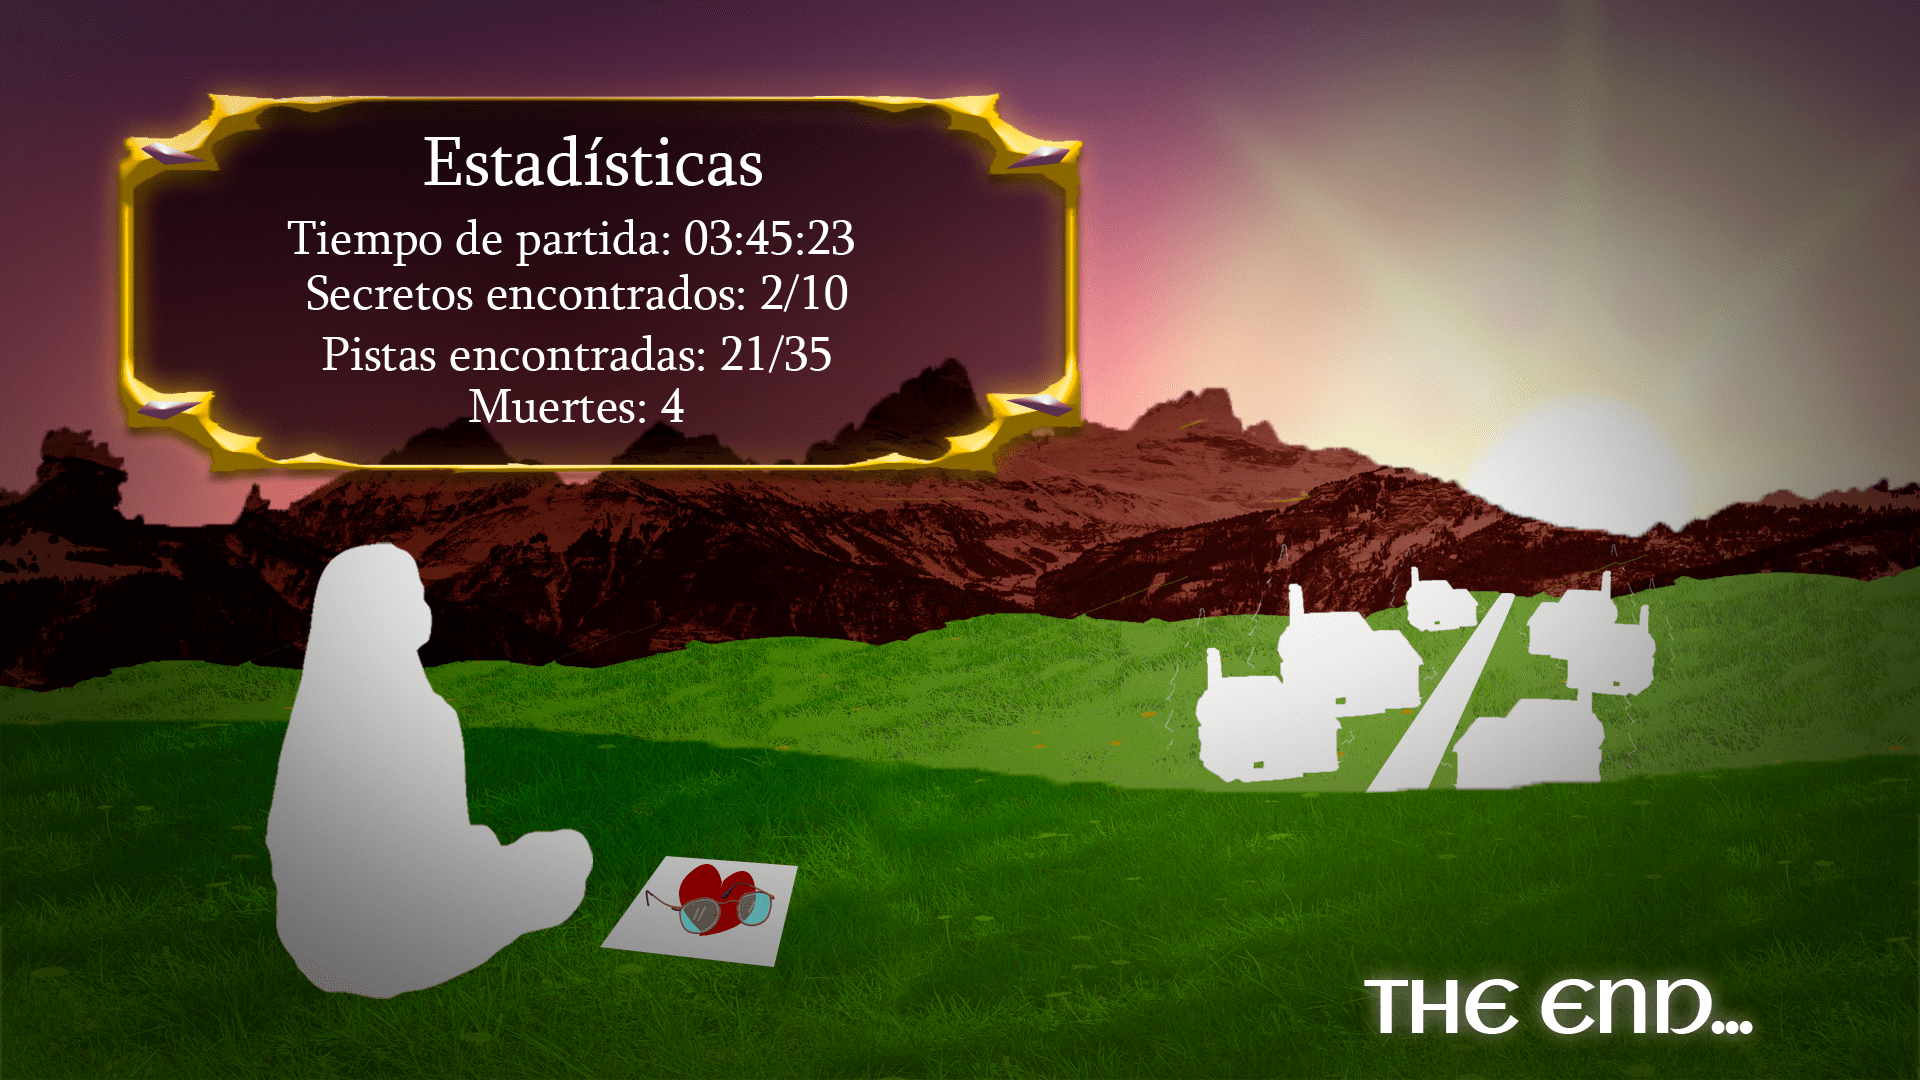 Estadísticas
Tiempo de partida: 03:45:23
Secretos encontrados: 2/10
Pistas encontradas: 21/35
Muertes: 4
THE END...